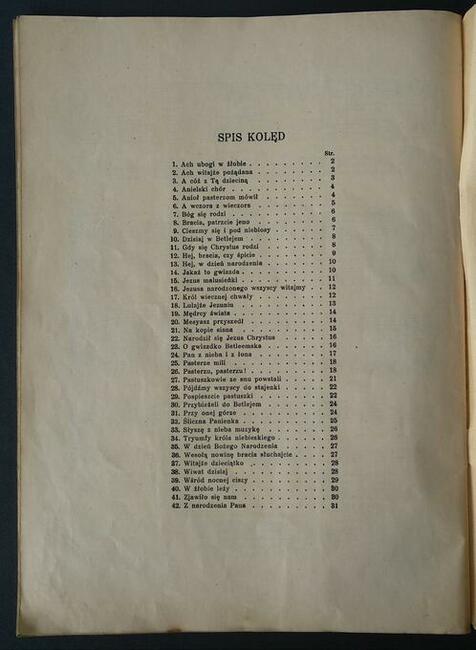 SPIS KOLĘD
Str.
1. Ach ubogi w żłobie . . . . . . . . . 2
2. Ach witajże pożądana . . . . . . . . 2
3. A cóż z Tą dzieciną . . . . . . . . 3
4. Anielski chór . . . . . . . . . . . 4
5. Anioł pasterzom mówił . . . . . . . 4
6. A wczora z wieczora . . . . . . . . 5
7. Bóg się rodzi . . . . . . . . . . . 6
8. Bracia, patrzcie jeno . . . . . . . 6
9. Cieszmy się i pod niebiosy . . . . . 7
10. Dzisiaj w Betlejem . . . . . . . . 8
11. Gdy się Chrystus rodzi . . . . . . 8
12. Hej, bracia, czy śpicie . . . . . . 9
13. Hej, w dzień narodzenia . . . . . . 10
14. Jakaż to gwiazda . . . . . . . . . 10
15. Jezus malusieńki . . . . . . . . . 11
16. Jezusa narodzonego wszyscy witajmy . 12
17. Król wiecznej chwały . . . . . . . 12
18. Lulajże Jezuniu . . . . . . . . . . 13
19. Mędrcy świata . . . . . . . . . . . 14
20. Mesyasz przyszedł . . . . . . . . . 14
21. Na kopie siana . . . . . . . . . . 15
22. Narodził się Jezus Chrystus . . . . 16
23. O gwiazdko Betleemska . . . . . . . 16
24. Pan z nieba i z łona . . . . . . . 17
25. Pasterze mili . . . . . . . . . . . 18
26. Pasterzu, pasterzu! . . . . . . . . 18
27. Pastuszkowie ze snu powstali . . . 21
28. Pójdźmy wszyscy do stajenki . . . . 22
29. Pospieszcie pastuszki . . . . . . . 22
30. Przybieżeli do Betlejem . . . . . . 24
31. Przy onej górze . . . . . . . . . . 24
32. Śliczna Panienka . . . . . . . . . 25
33. Słyszę z nieba muzykę . . . . . . . 26
34. Tryumfy króla niebieskiego . . . . 26
35. W dzień Bożego Narodzenia . . . . . 27
36. Wesołą nowinę bracia słuchajcie . . 27
37. Witajże dzieciątko . . . . . . . . 28
38. Wiwat dzisiaj . . . . . . . . . . . 28
39. Wśród nocnej ciszy . . . . . . . . 29
40. W żłobie leży . . . . . . . . . . . 30
41. Zjawiło się nam . . . . . . . . . . 30
42. Z narodzenia Pana . . . . . . . . . 31